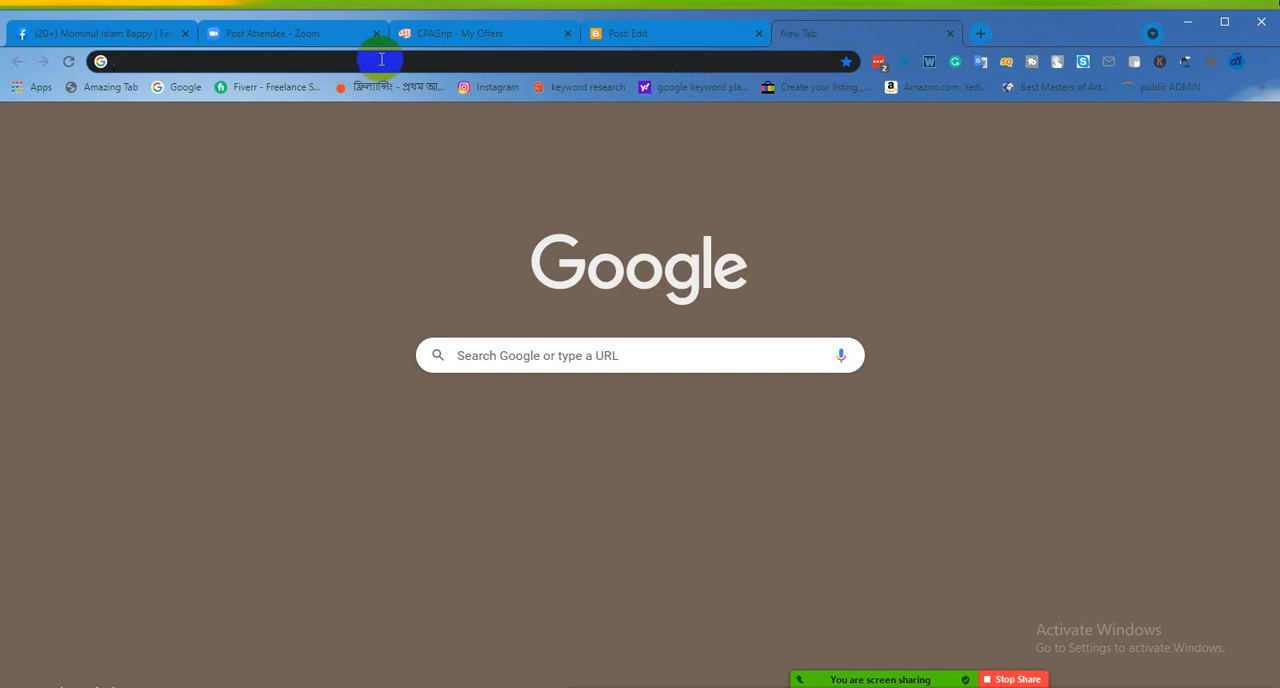 (20+) Mominul Islam Bappy | Fac
Post Attendee - Zoom
CPAGrip - My Offers
Post: Edit
New Tab
2
Apps
Amazing Tab
Google
Fiverr - Freelance S...
ফ্রিল্যান্সিং - প্রথম আ...
Instagram
keyword research
google keyword pla...
Create your listing_...
Amazon.com: Yedi...
Best Masters of Art...
public ADMIN
Google
Search Google or type a URL
Activate Windows
Go to Settings to activate Windows.
You are screen sharing
Stop Share